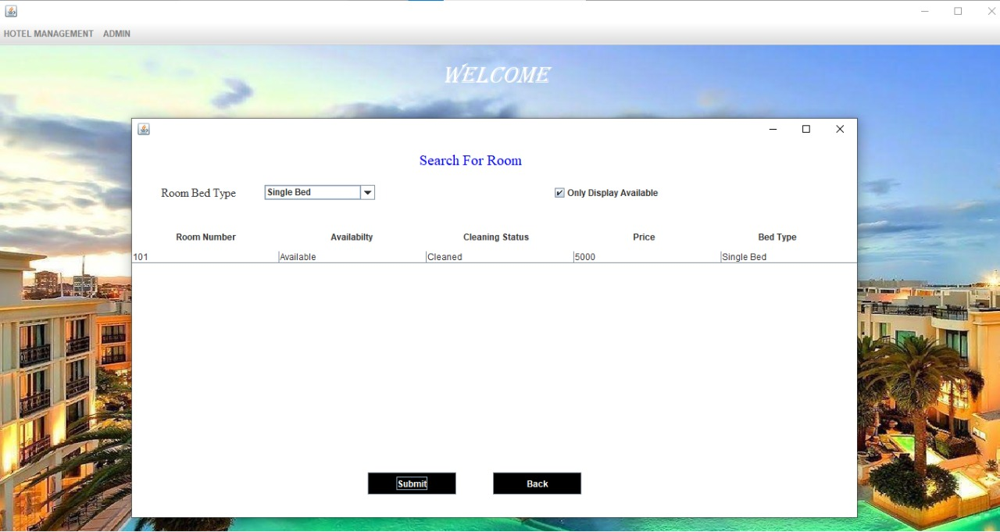 HOTEL MANAGEMENT ADMIN
WELCOME
Search For Room
Room Bed Type Single Bed Only Display Available
Room Number Availabilty Cleaning Status Price Bed Type
101 Available Cleaned 5000 Single Bed
Submit Back